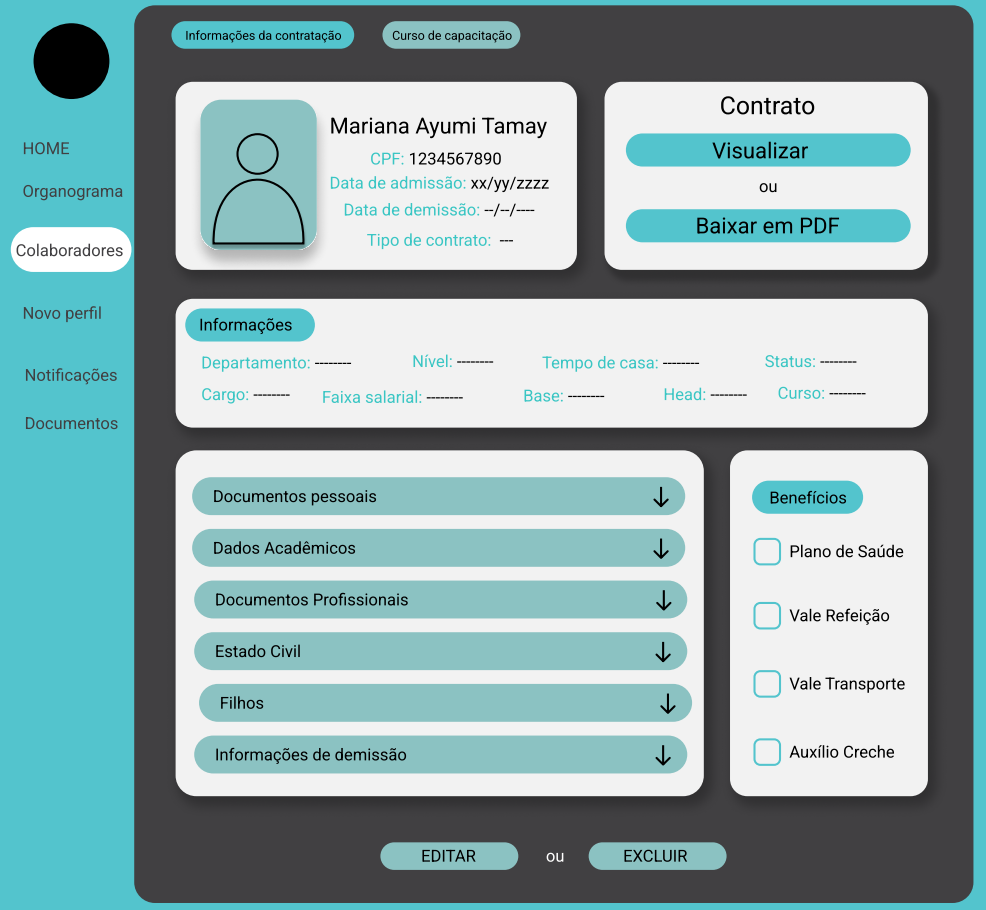 HOME
Organograma
Colaboradores
Novo perfil
Notificações
Documentos
Informações da contratação
Curso de capacitação
Mariana Ayumi Tamay
CPF: 1234567890
Data de admissão: xx/yy/zzzz
Data de demissão: --/--/----
Tipo de contrato: ---
Contrato
Visualizar
ou
Baixar em PDF
Informações
Departamento: --------
Nível: --------
Tempo de casa: --------
Status: --------
Cargo: --------
Faixa salarial: --------
Base: --------
Head: --------
Curso: --------
Documentos pessoais
Dados Acadêmicos
Documentos Profissionais
Estado Civil
Filhos
Informações de demissão
Benefícios
Plano de Saúde
Vale Refeição
Vale Transporte
Auxílio Creche
EDITAR
ou
EXCLUIR